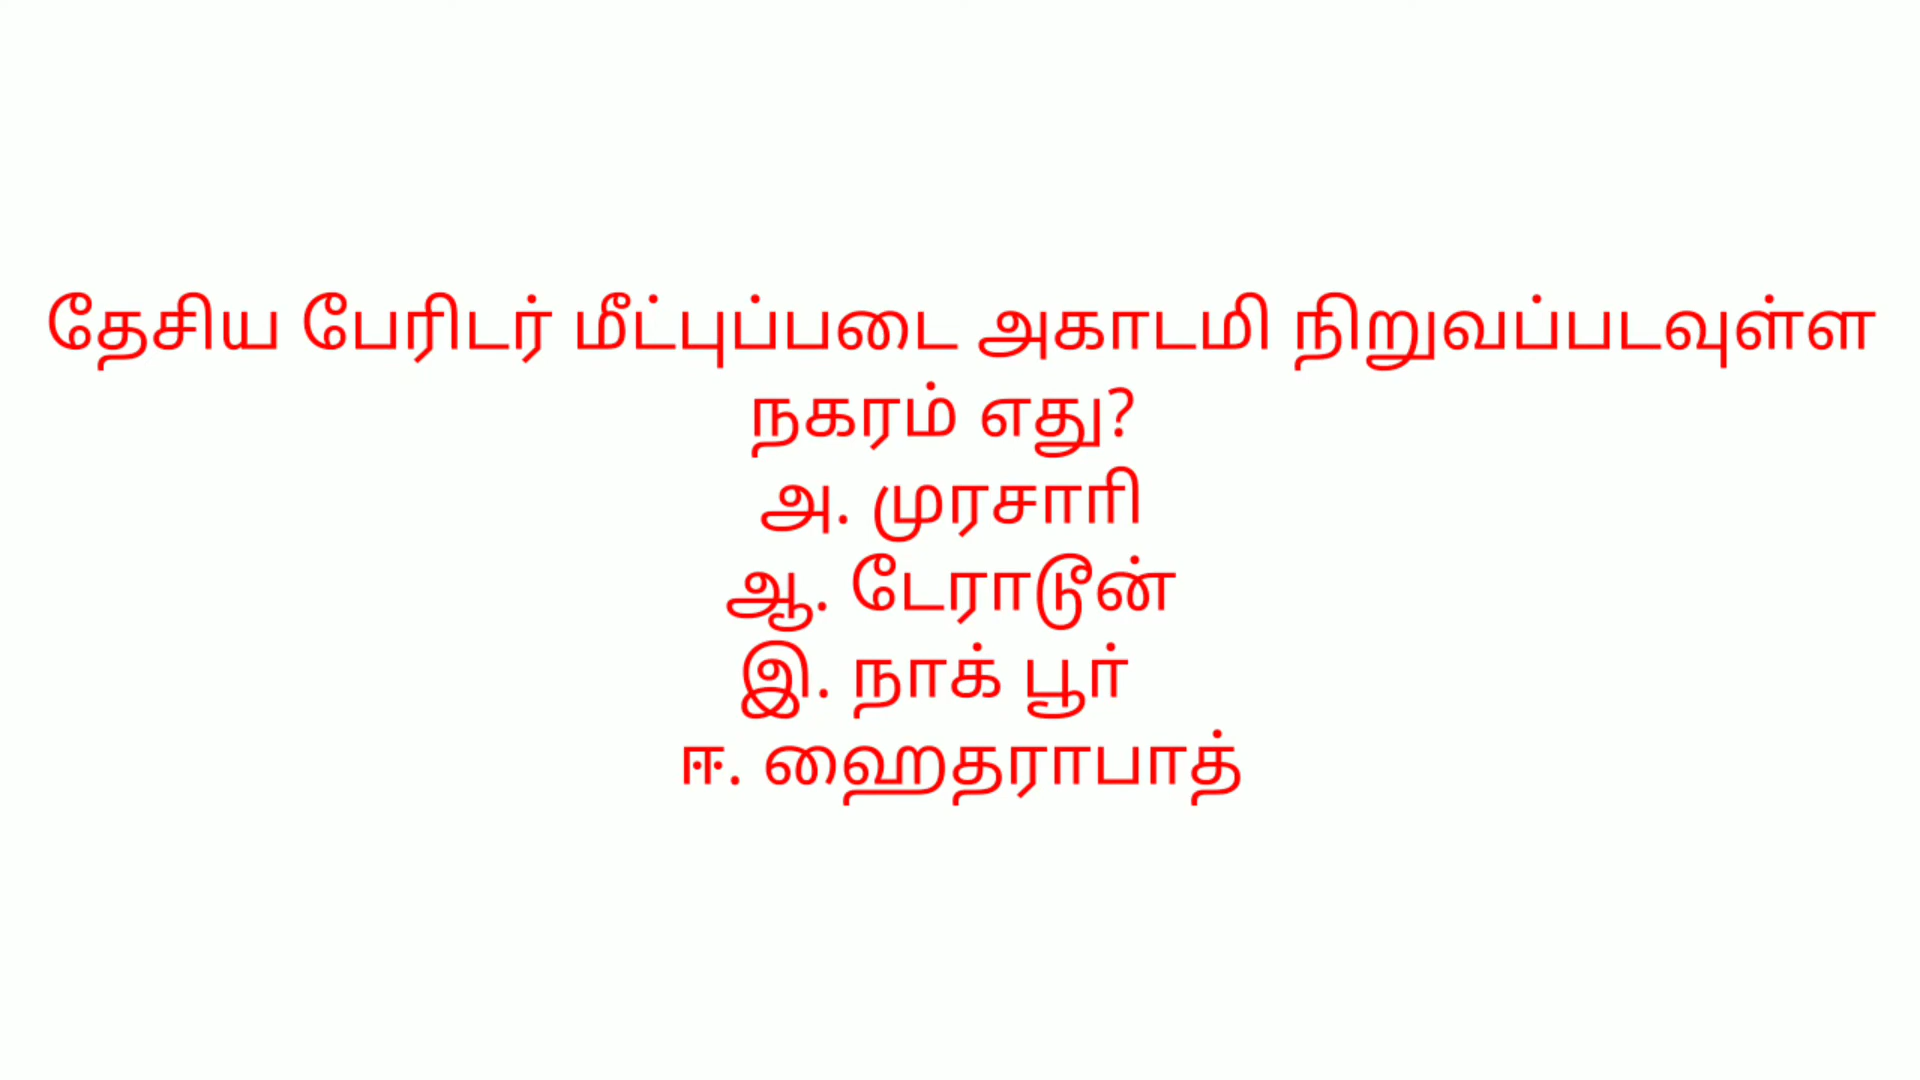 தேசிய பேரிடர் மீட்புப்படை அகாடமி நிறுவப்படவுள்ள
நகரம் எது?
அ. முரசாரி
ஆ. டேராடூன்
இ. நாக் பூர்
ஈ. ஹைதராபாத்